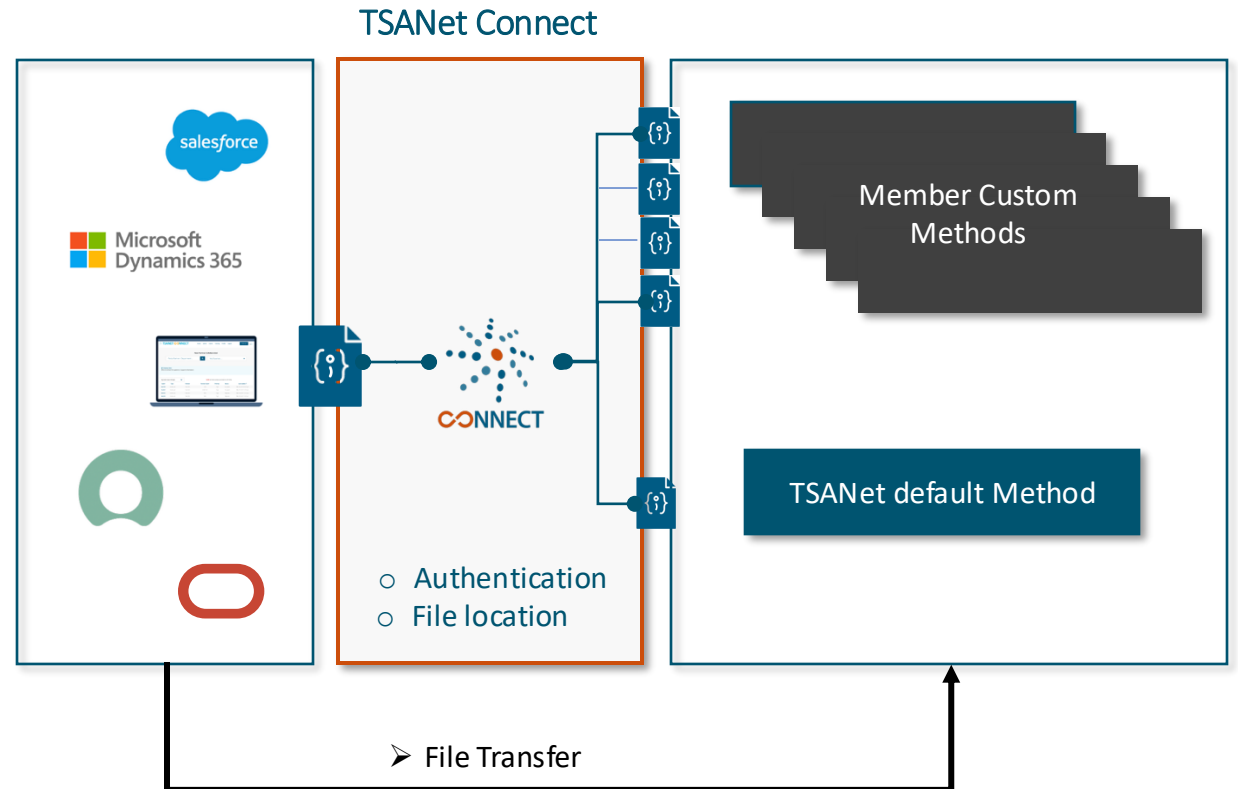 TSANet Connect
salesforce
Microsoft
Dynamics 365
{;}
CONNECT
{;}
{;}
{;}
{;}
{;}
Member Custom
Methods
TSANet default Method
o Authentication
o File location
➢ File Transfer